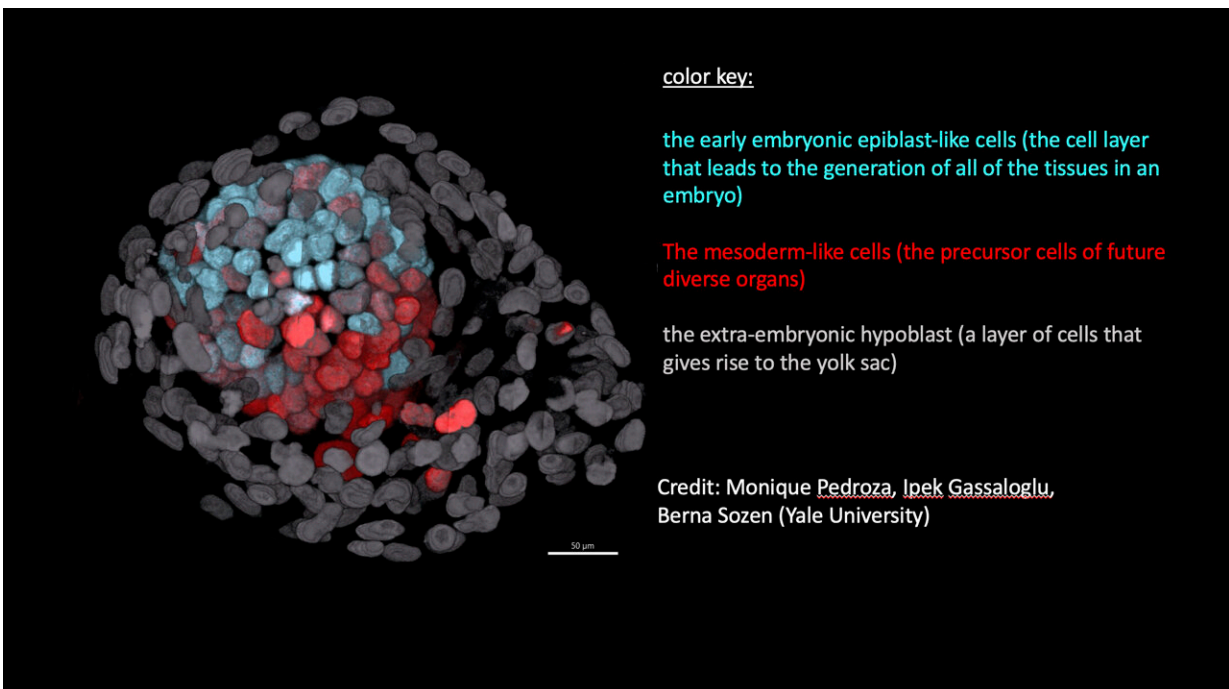 color key:
the early embryonic epiblast-like cells (the cell layer
that leads to the generation of all of the tissues in an
embryo)
The mesoderm-like cells (the precursor cells of future
diverse organs)
the extra-embryonic hypoblast (a layer of cells that
gives rise to the yolk sac)
Credit: Monique Pedroza, Ipek Gassaloglu,
Berna Sozen (Yale University)
50 µm